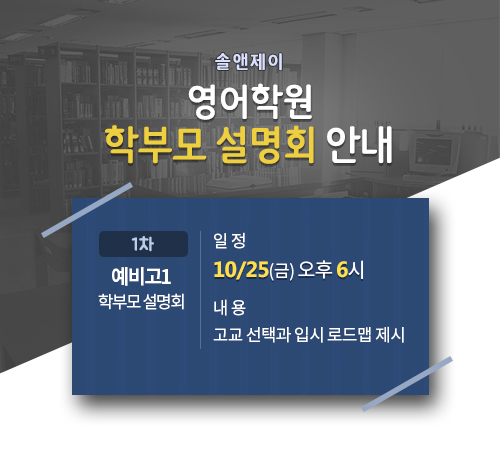 솔앤제이
영어학원
학부모 설명회 안내
1차
예비고1
학부모 설명회
일 정
10/25(금) 오후 6시
내 용
고교 선택과 입시 로드맵 제시